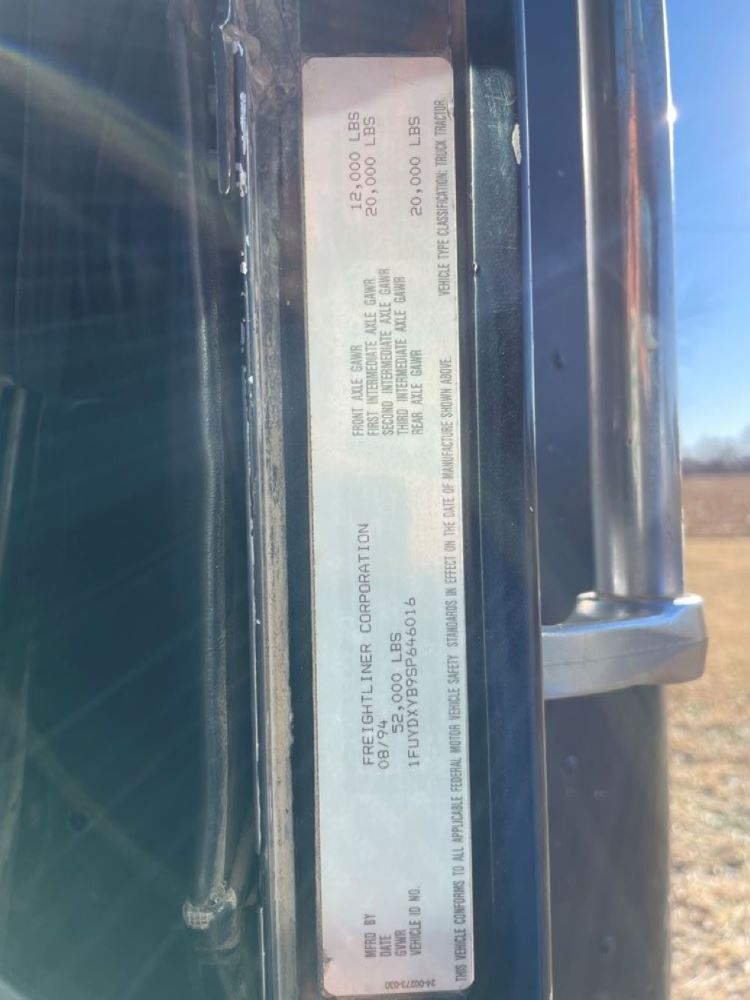 MFRD BY FREIGHTLINER CORPORATION FRONT AXLE GAWR 12,000 LBS
DATE 08/94 FIRST INTERMEDIATE AXLE GAWR 20,000 LBS
GVWR 52,000 LBS SECOND INTERMEDIATE AXLE GAWR
THIRD INTERMEDIATE AXLE GAWR
VEHICLE ID NO. 1FUYDXYB9SP646016 REAR AXLE GAWR 20,000 LBS
THIS VEHICLE CONFORMS TO ALL APPLICABLE FEDERAL MOTOR VEHICLE SAFETY STANDARDS IN EFFECT ON THE DATE OF MANUFACTURE SHOWN ABOVE. VEHICLE TYPE CLASSIFICATION: TRUCK TRACTOR.
24-00273-030